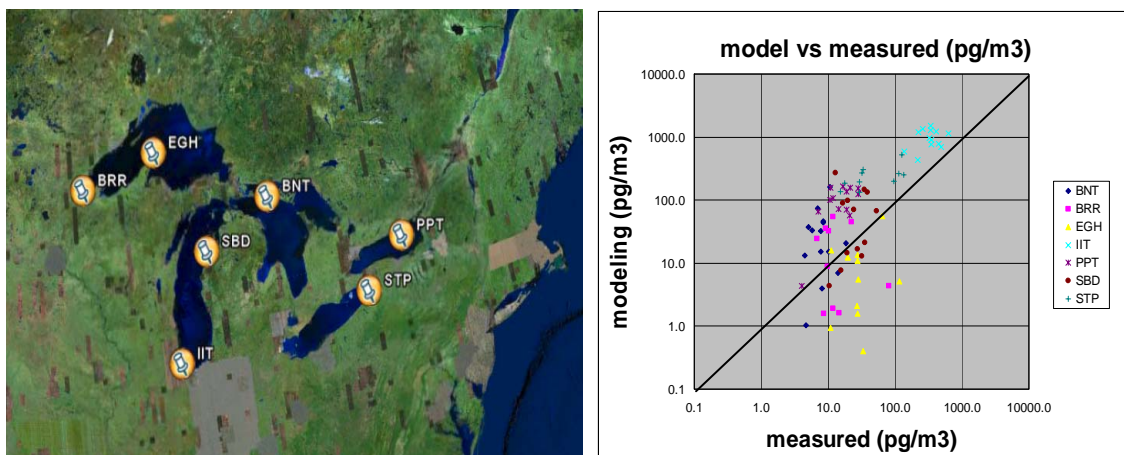 EGH
BRR
BNT
SBD
PPT
STP
IIT
model vs measured (pg/m3)
modeling (pg/m3)
10000.0
1000.0
100.0
10.0
1.0
0.1
0.1
1.0
10.0
100.0
1000.0
10000.0
measured (pg/m3)
BNT
BRR
EGH
IIT
PPT
SBD
STP